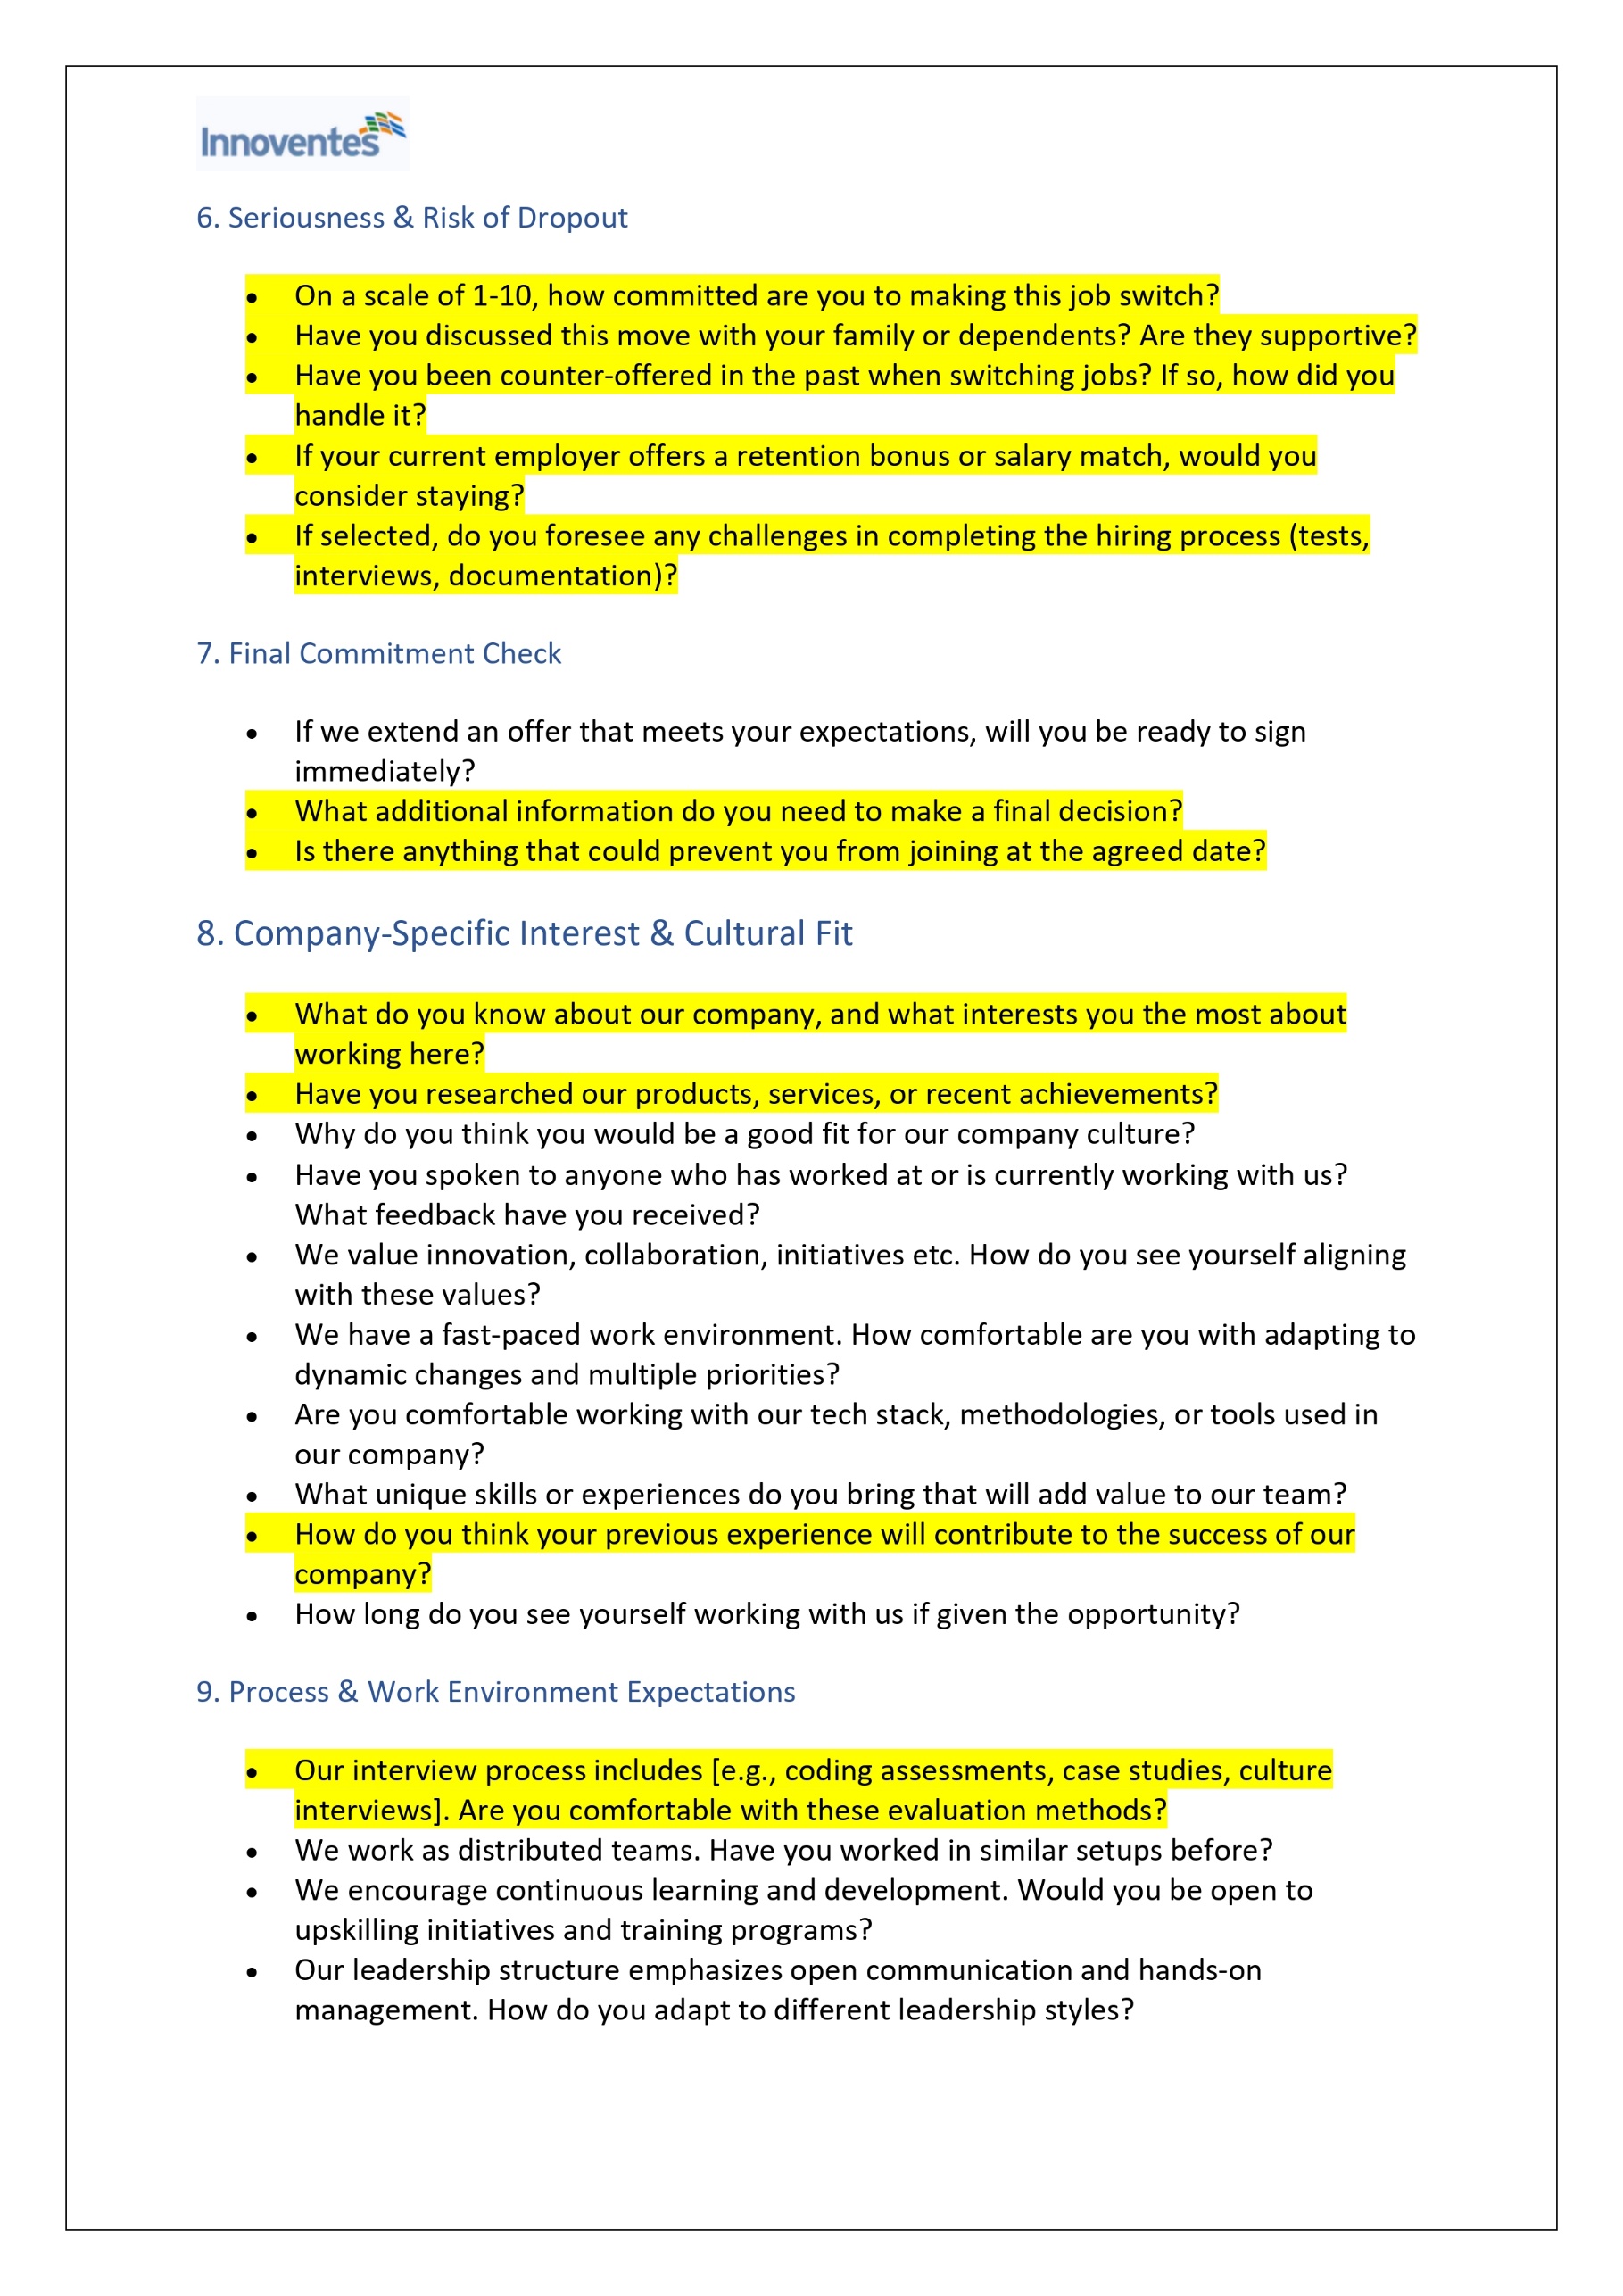 Innoventes
6. Seriousness & Risk of Dropout
• On a scale of 1-10, how committed are you to making this job switch?
• Have you discussed this move with your family or dependents? Are they supportive?
• Have you been counter-offered in the past when switching jobs? If so, how did you
handle it?
• If your current employer offers a retention bonus or salary match, would you
consider staying?
• If selected, do you foresee any challenges in completing the hiring process (tests,
interviews, documentation)?
7. Final Commitment Check
• If we extend an offer that meets your expectations, will you be ready to sign
immediately?
• What additional information do you need to make a final decision?
• Is there anything that could prevent you from joining at the agreed date?
8. Company-Specific Interest & Cultural Fit
• What do you know about our company, and what interests you the most about
working here?
• Have you researched our products, services, or recent achievements?
• Why do you think you would be a good fit for our company culture?
• Have you spoken to anyone who has worked at or is currently working with us?
What feedback have you received?
• We value innovation, collaboration, initiatives etc. How do you see yourself aligning
with these values?
• We have a fast-paced work environment. How comfortable are you with adapting to
dynamic changes and multiple priorities?
• Are you comfortable working with our tech stack, methodologies, or tools used in
our company?
• What unique skills or experiences do you bring that will add value to our team?
• How do you think your previous experience will contribute to the success of our
company?
• How long do you see yourself working with us if given the opportunity?
9. Process & Work Environment Expectations
• Our interview process includes [e.g., coding assessments, case studies, culture
interviews]. Are you comfortable with these evaluation methods?
• We work as distributed teams. Have you worked in similar setups before?
• We encourage continuous learning and development. Would you be open to
upskilling initiatives and training programs?
• Our leadership structure emphasizes open communication and hands-on
management. How do you adapt to different leadership styles?